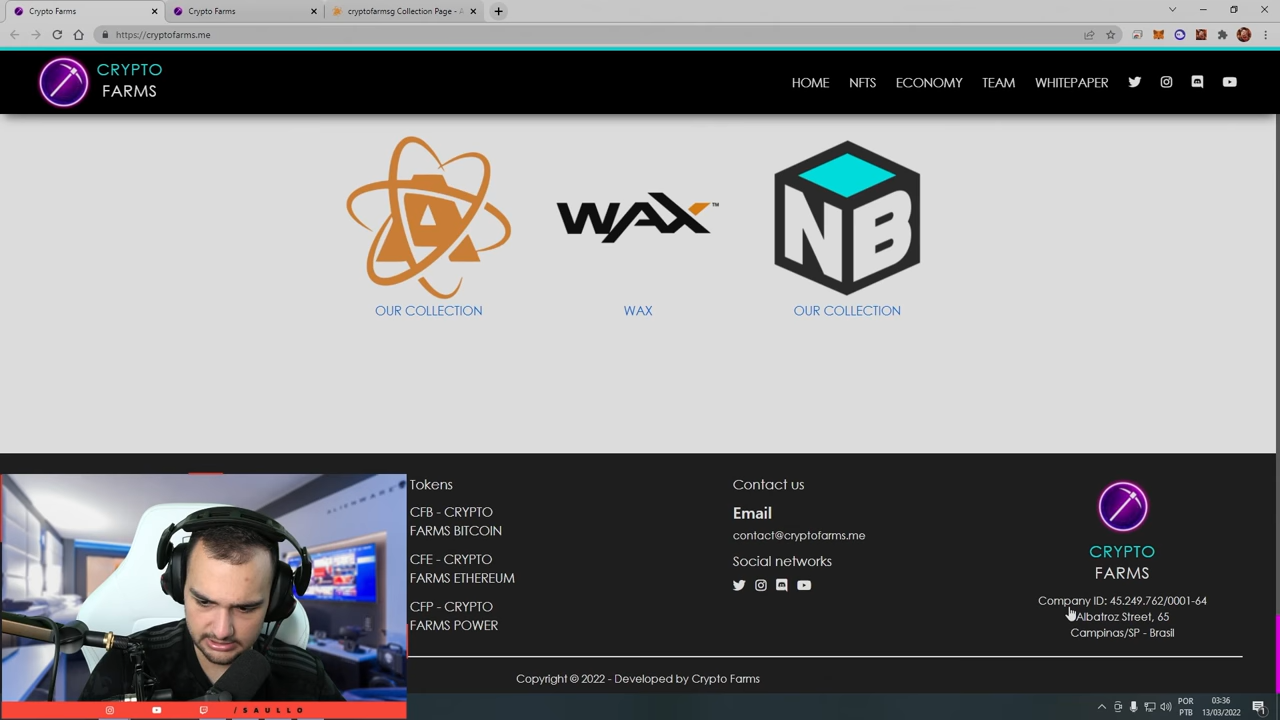 Crypto Farms
Crypto Farms
cryptofarmsg Collection Page - A
https://cryptofarms.me
CRYPTO
FARMS
HOME NFTS ECONOMY TEAM WHITEPAPER
A
WAX™
NB
OUR COLLECTION WAX OUR COLLECTION
Tokens
CFB - CRYPTO
FARMS BITCOIN
CFE - CRYPTO
FARMS ETHEREUM
CFP - CRYPTO
FARMS POWER
Contact us
Email
contact@cryptofarms.me
Social networks
CRYPTO
FARMS
Company ID: 45.249.762/0001-64
Albatroz Street, 65
Campinas/SP - Brasil
Copyright © 2022 - Developed by Crypto Farms
ALIENWARE
/SAULLO
POR
PTB
03:36
13/03/2022